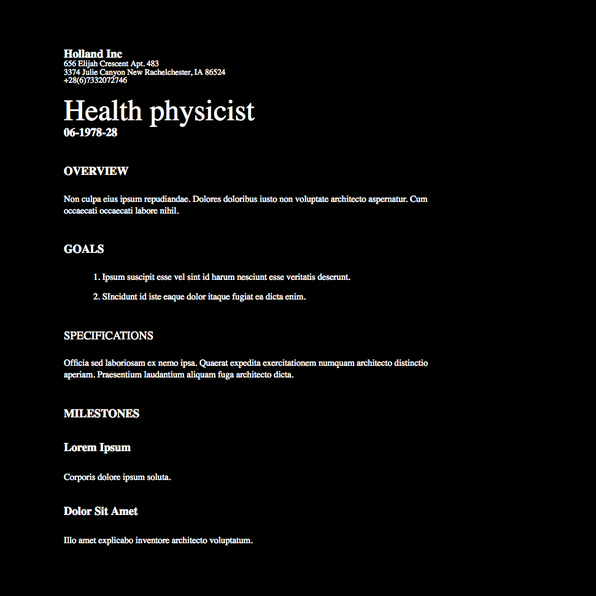 Holland Inc
656 Elijah Crescent Apt. 483
3374 Julie Canyon New Rachelchester, IA 86524
+28(6)7332072746
Health physicist
06-1978-28
OVERVIEW
Non culpa eius ipsum repudiandae. Dolores doloribus iusto non voluptate architecto aspernatur. Cum
occaecati occaecati labore nihil.
GOALS
1. Ipsum suscipit esse vel sint id harum nesciunt esse veritatis deserunt.
2. SIncidunt id iste eaque dolor itaque fugiat ea dicta enim.
SPECIFICATIONS
Officia sed laboriosam ex nemo ipsa. Quaerat expedita exercitationem numquam architecto distinctio
aperiam. Praesentium laudantium aliquam fuga architecto dicta.
MILESTONES
Lorem Ipsum
Corporis dolore ipsum soluta.
Dolor Sit Amet
Illo amet explicabo inventore architecto voluptatum.